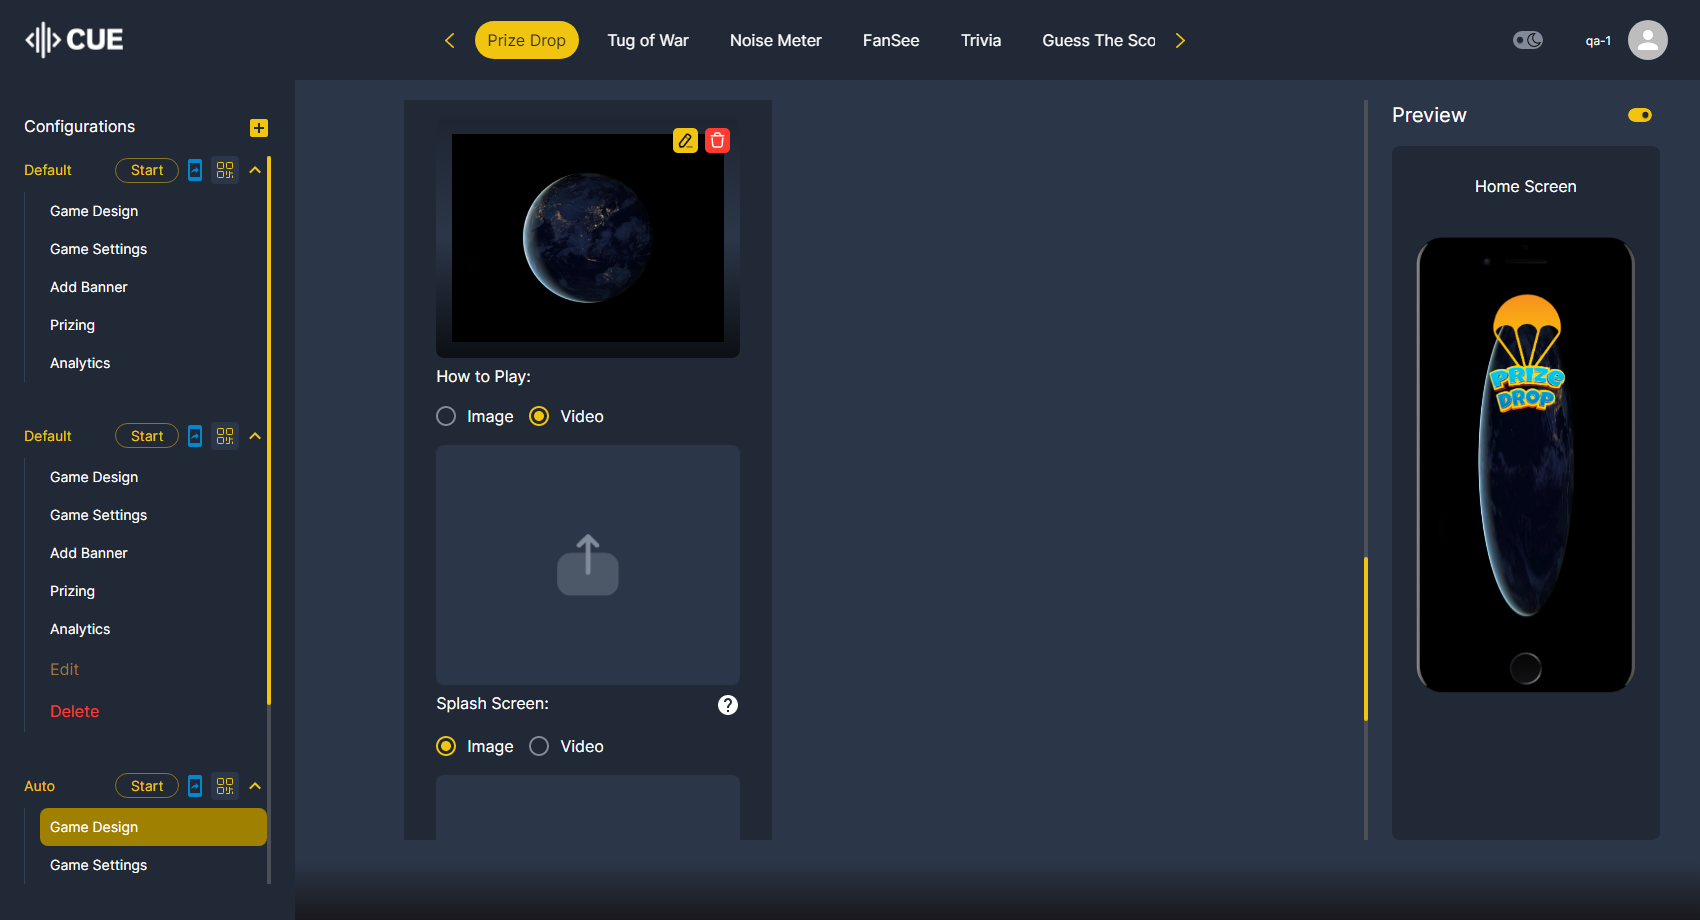 CUE
Prize Drop
Tug of War
Noise Meter
FanSee
Trivia
Guess The Sco
qa-1
Configurations
Default
Start
Game Design
Game Settings
Add Banner
Prizing
Analytics
Default
Start
Game Design
Game Settings
Add Banner
Prizing
Analytics
Edit
Delete
Auto
Start
Game Design
Game Settings
How to Play:
Image
Video
Splash Screen:
?
Image
Video
Preview
Home Screen
PRIZE
DROP